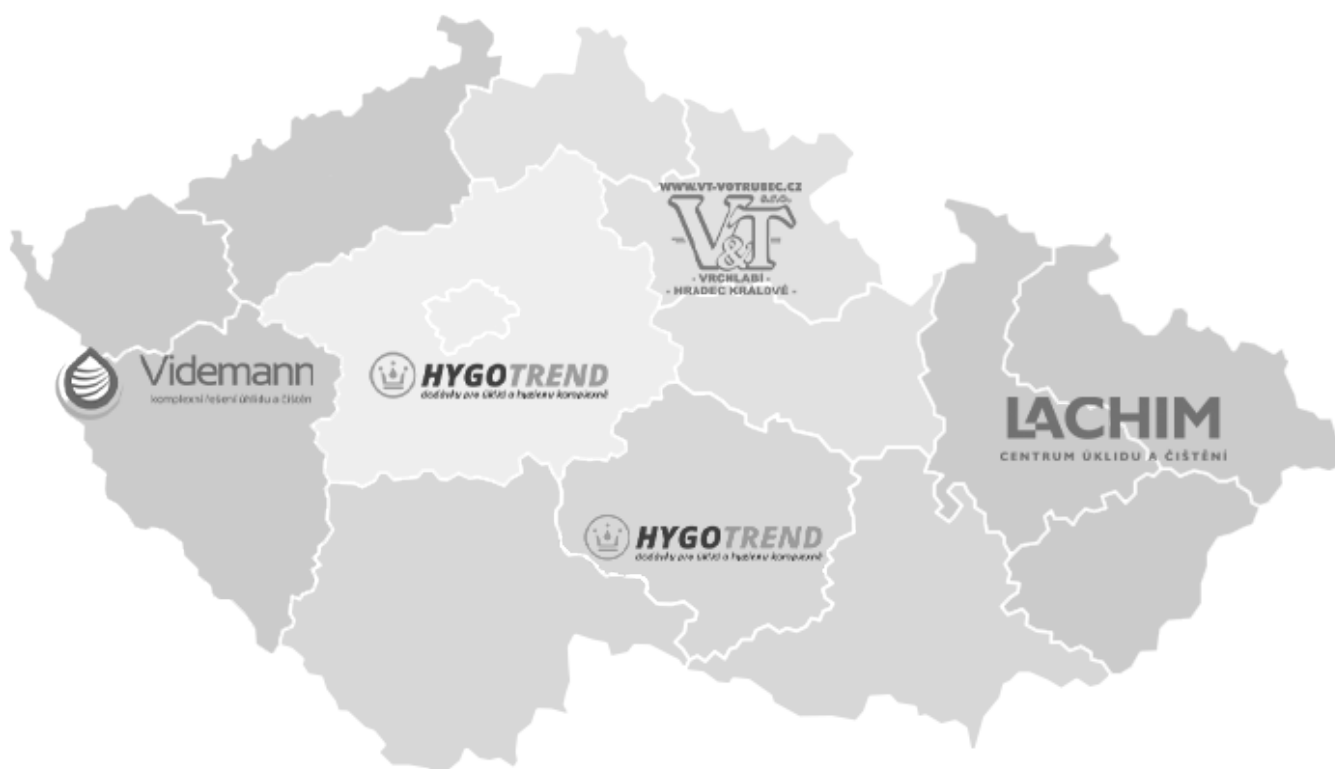 WWW.VT-VOTRUBEC.CZ
s.r.o.
V&T
- VRCHLABÍ -
- HRADEC KRÁLOVÉ -
Videmann
komplexní řešení úklidu a čištěn
HYGOTREND
dodávky pro úklid a hygienu komplexně
LACHIM
CENTRUM ÚKLIDU A ČIŠTĚNÍ
HYGOTREND
dodávky pro úklid a hygienu komplexně